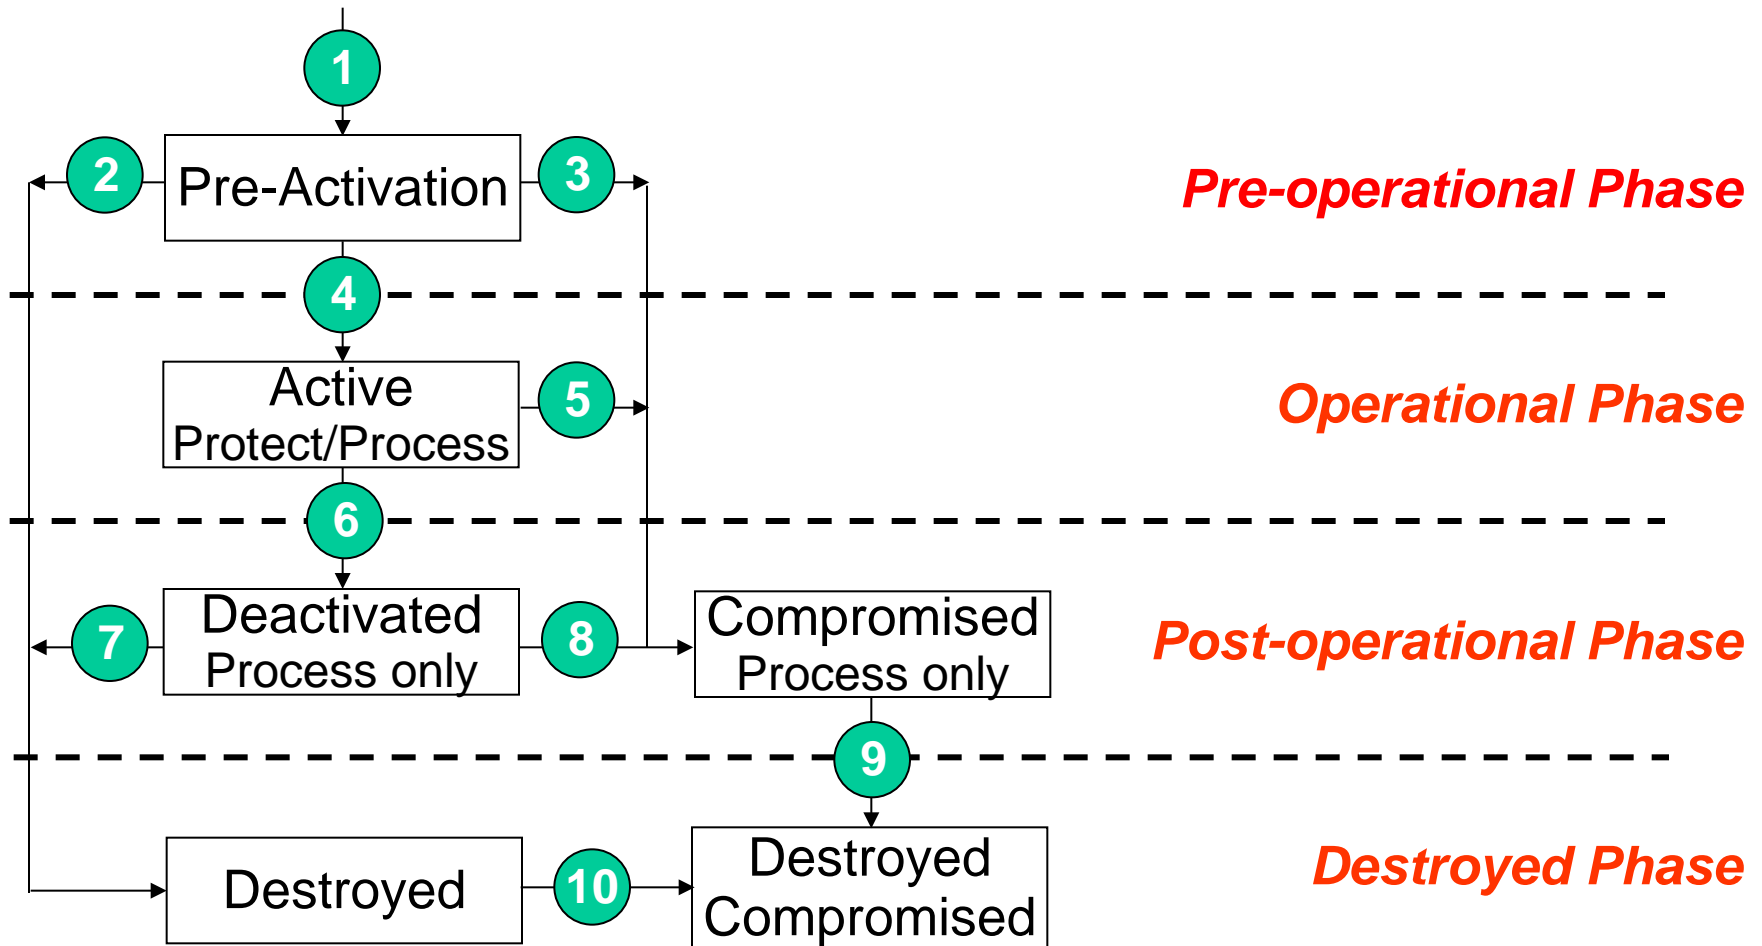 1
2
Pre-Activation
3
Pre-operational Phase
4
Active
Protect/Process
5
Operational Phase
6
7
Deactivated
Process only
8
Compromised
Process only
Post-operational Phase
9
Destroyed
10
Destroyed
Compromised
Destroyed Phase